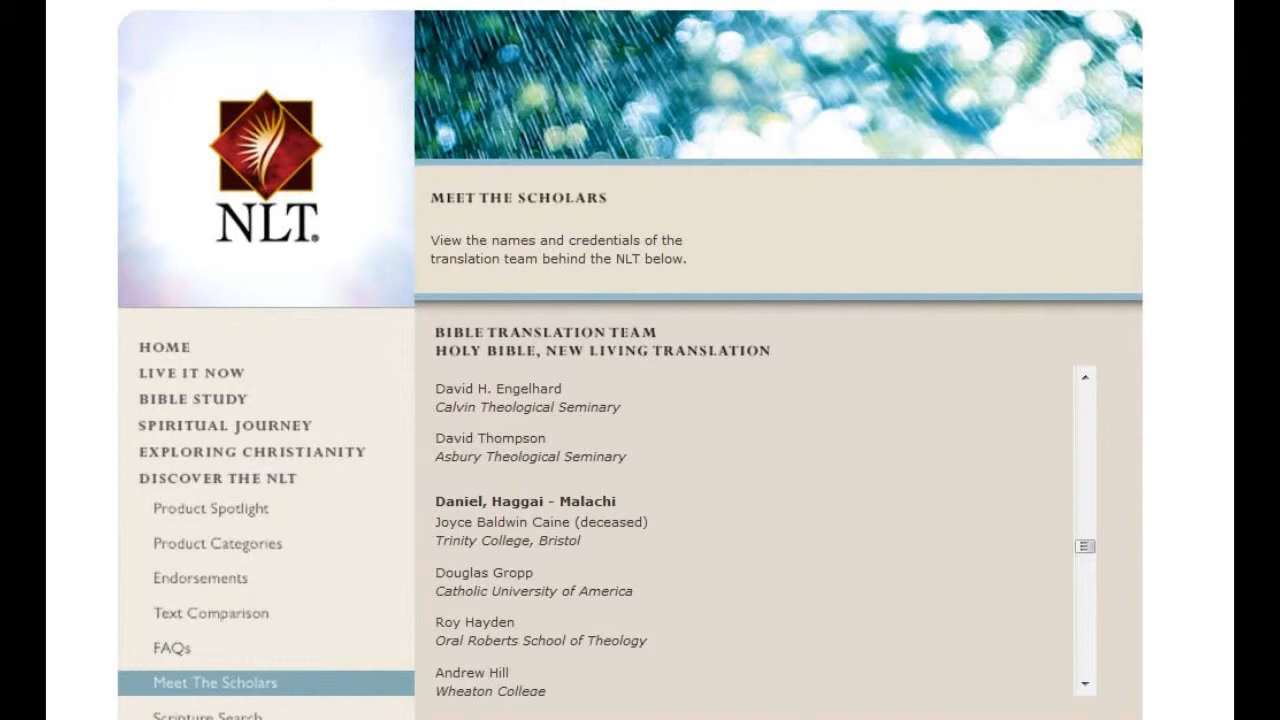 NLT®
MEET THE SCHOLARS
View the names and credentials of the
translation team behind the NLT below.
HOME
LIVE IT NOW
BIBLE STUDY
SPIRITUAL JOURNEY
EXPLORING CHRISTIANITY
DISCOVER THE NLT
Product Spotlight
Product Categories
Endorsements
Text Comparison
FAQs
Meet The Scholars
Scripture Search
BIBLE TRANSLATION TEAM
HOLY BIBLE, NEW LIVING TRANSLATION
David H. Engelhard
Calvin Theological Seminary
David Thompson
Asbury Theological Seminary
Daniel, Haggai - Malachi
Joyce Baldwin Caine (deceased)
Trinity College, Bristol
Douglas Gropp
Catholic University of America
Roy Hayden
Oral Roberts School of Theology
Andrew Hill
Wheaton College